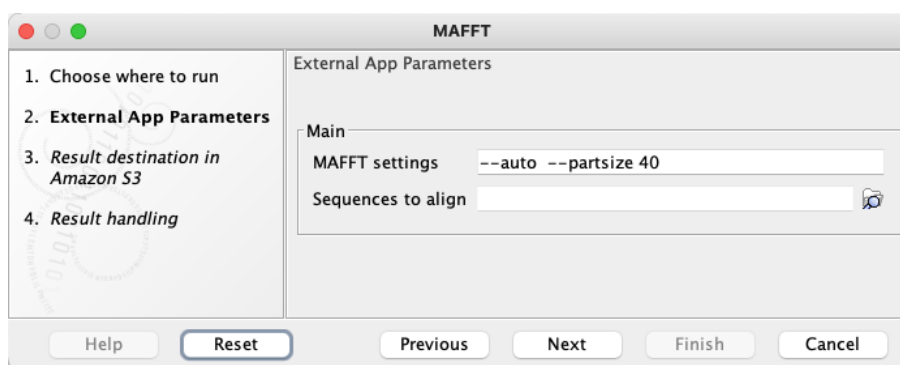 MAFFT
1. Choose where to run
2. External App Parameters
3. Result destination in
Amazon S3
4. Result handling
External App Parameters
Main
MAFFT settings --auto --partsize 40
Sequences to align
Help Reset Previous Next Finish Cancel